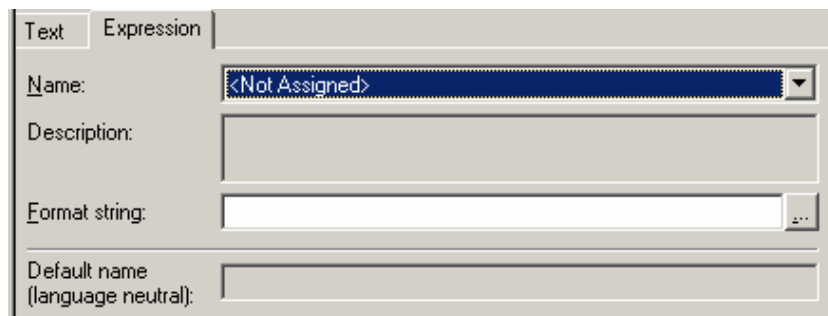 Text Expression
Name: <Not Assigned>
Description:
Format string: ...
Default name
(language neutral):